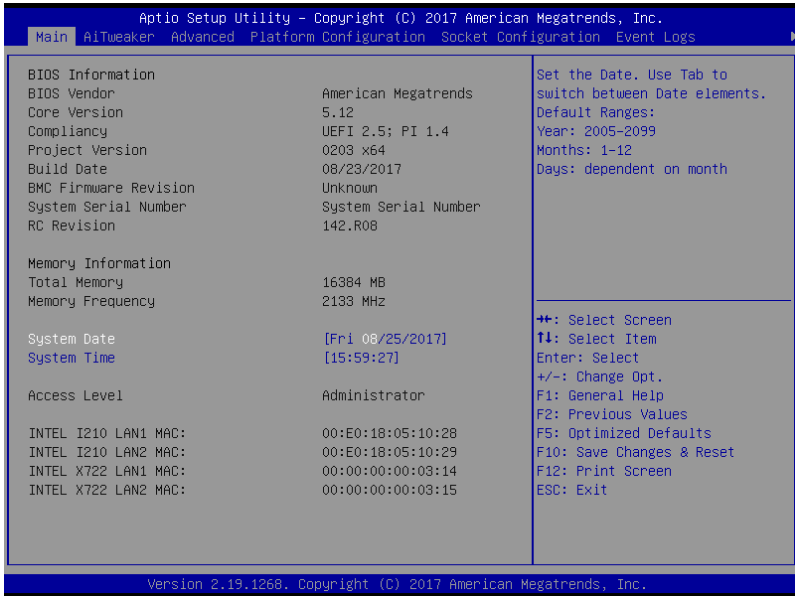 Aptio Setup Utility – Copyright (C) 2017 American Megatrends, Inc.
Main AiTweaker Advanced Platform Configuration Socket Configuration Event Logs
BIOS Information
BIOS Vendor American Megatrends
Core Version 5.12
Compliancy UEFI 2.5; PI 1.4
Project Version 0203 x64
Build Date 08/23/2017
BMC Firmware Revision Unknown
System Serial Number System Serial Number
RC Revision 142.R08
Memory Information
Total Memory 16384 MB
Memory Frequency 2133 MHz
System Date [Fri 08/25/2017]
System Time [15:59:27]
Access Level Administrator
INTEL I210 LAN1 MAC: 00:E0:18:05:10:28
INTEL I210 LAN2 MAC: 00:E0:18:05:10:29
INTEL X722 LAN1 MAC: 00:00:00:00:03:14
INTEL X722 LAN2 MAC: 00:00:00:00:03:15
Set the Date. Use Tab to
switch between Date elements.
Default Ranges:
Year: 2005-2099
Months: 1-12
Days: dependent on month
→←: Select Screen
↑↓: Select Item
Enter: Select
+/-: Change Opt.
F1: General Help
F2: Previous Values
F5: Optimized Defaults
F10: Save Changes & Reset
F12: Print Screen
ESC: Exit
Version 2.19.1268. Copyright (C) 2017 American Megatrends, Inc.